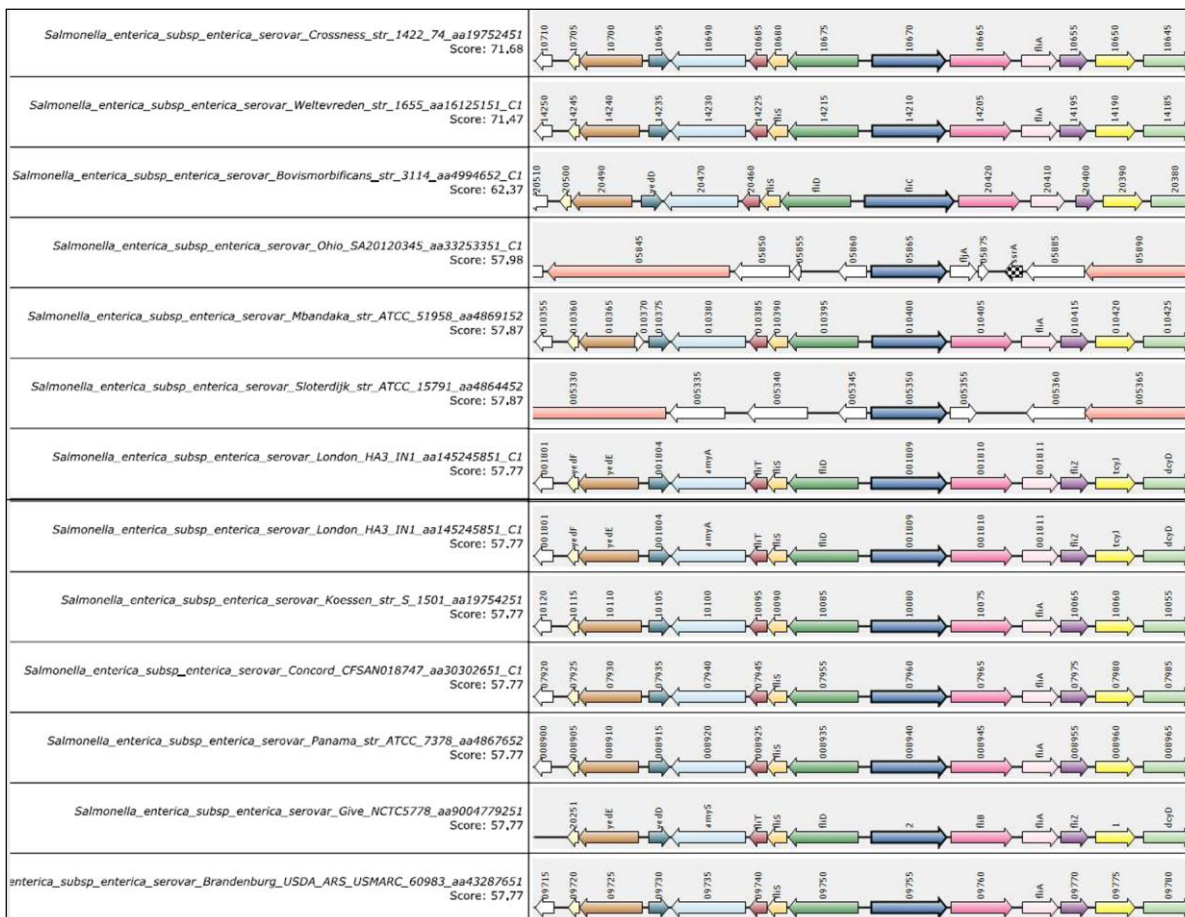 Salmonella_enterica_subsp_enterica_serovar_Crossness_str_1422_74_aa19752451
Score: 71,68
10710 10705 10700 10695 10690 10685 10680 10675 10670 10665 fliA 10655 10650 10645
Salmonella_enterica_subsp_enterica_serovar_Weltevreden_str_1655_aa16125151_C1
Score: 71,47
14250 14245 14240 14235 14230 14225 fliS 14215 14210 14205 fliA 14195 14190 14185
Salmonella_enterica_subsp_enterica_serovar_Bovismorbificans_str_3114_aa4994652_C1
Score: 62,37
20510 20500 20490 yedD 20470 20460 fliS fliD fliC 20420 20410 20400 20390 20380
Salmonella_enterica_subsp_enterica_serovar_Ohio_SA20120345_aa33253351_C1
Score: 57,98
05845 05850 05855 05860 05865 fljA 05875 ssrA 05885 05890
Salmonella_enterica_subsp_enterica_serovar_Mbandaka_str_ATCC_51958_aa4869152
Score: 57,87
010355 010360 010365 010370 010375 010380 010385 010390 010395 010400 010405 fliA 010415 010420 010425
Salmonella_enterica_subsp_enterica_serovar_Sloterdijk_str_ATCC_15791_aa4864452
Score: 57,87
005330 005335 005340 005345 005350 005355 005360 005365
Salmonella_enterica_subsp_enterica_serovar_London_HA3_IN1_aa145245851_C1
Score: 57,77
001801 yedF yedE 001804 amyA fliT fliS fliD 001809 001810 001811 fliZ tcyJ dcyD
Salmonella_enterica_subsp_enterica_serovar_London_HA3_IN1_aa145245851_C1
Score: 57,77
001801 yedF yedE 001804 amyA fliT fliS fliD 001809 001810 001811 fliZ tcyJ dcyD
Salmonella_enterica_subsp_enterica_serovar_Koessen_str_S_1501_aa19754251
Score: 57,77
10120 10115 10110 10105 10100 10095 10090 10085 10080 10075 fliA 10065 10060 10055
Salmonella_enterica_subsp_enterica_serovar_Concord_CFSAN018747_aa30302651_C1
Score: 57,77
07920 07925 07930 07935 07940 07945 fliS 07955 07960 07965 fliA 07975 07980 07985
Salmonella_enterica_subsp_enterica_serovar_Panama_str_ATCC_7378_aa4867652
Score: 57,77
008900 008905 008910 008915 008920 008925 fliS 008935 008940 008945 fliA 008955 008960 008965
Salmonella_enterica_subsp_enterica_serovar_Give_NCTC5778_aa9004779251
Score: 57,77
20251 yedE yedD amyS fliT fliS fliD 2 fliB fliA fliZ 1 dcyD
enterica_subsp_enterica_serovar_Brandenburg_USDA_ARS_USMARC_60983_aa43287651
Score: 57,77
09715 09720 09725 09730 09735 09740 fliS 09750 09755 09760 fliA 09770 09775 09780